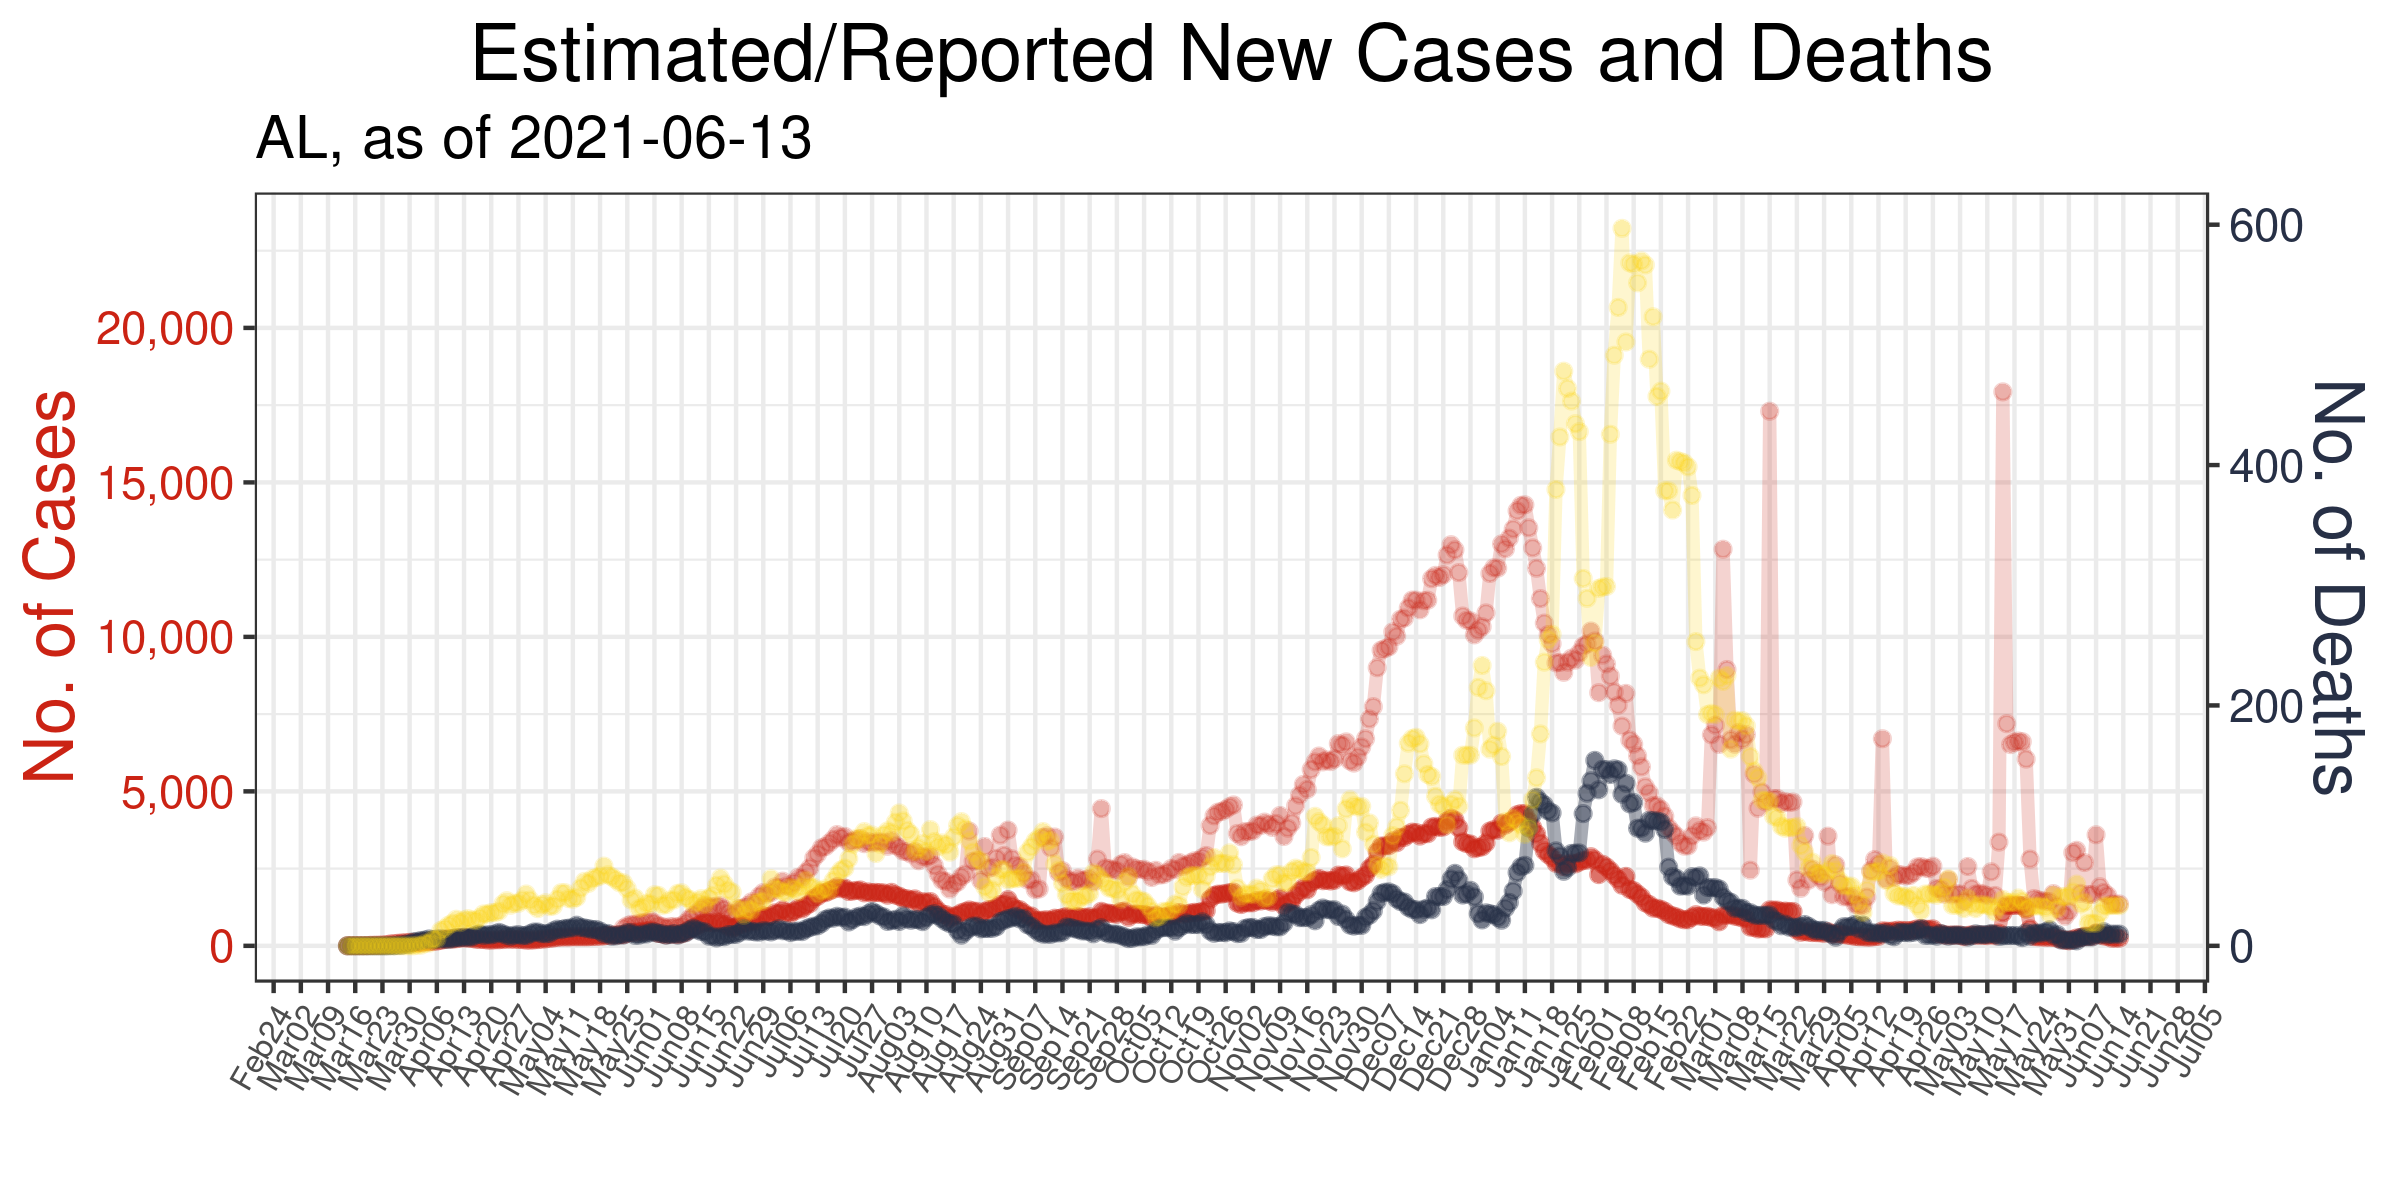 Estimated/Reported New Cases and Deaths
AL, as of 2021-06-13
No. of Cases
20,000
15,000
10,000
5,000
0
600
400
200
0
No. of Deaths
Feb24
Mar02
Mar09
Mar16
Mar23
Mar30
Apr06
Apr13
Apr20
Apr27
May04
May11
May18
May25
Jun01
Jun08
Jun15
Jun22
Jun29
Jul06
Jul13
Jul20
Jul27
Aug03
Aug10
Aug17
Aug24
Aug31
Sep07
Sep14
Sep21
Sep28
Oct05
Oct12
Oct19
Oct26
Nov02
Nov09
Nov16
Nov23
Nov30
Dec07
Dec14
Dec21
Dec28
Jan04
Jan11
Jan18
Jan25
Feb01
Feb08
Feb15
Feb22
Mar01
Mar08
Mar15
Mar22
Mar29
Apr05
Apr12
Apr19
Apr26
May03
May10
May17
May24
May31
Jun07
Jun14
Jun21
Jun28
Jul05